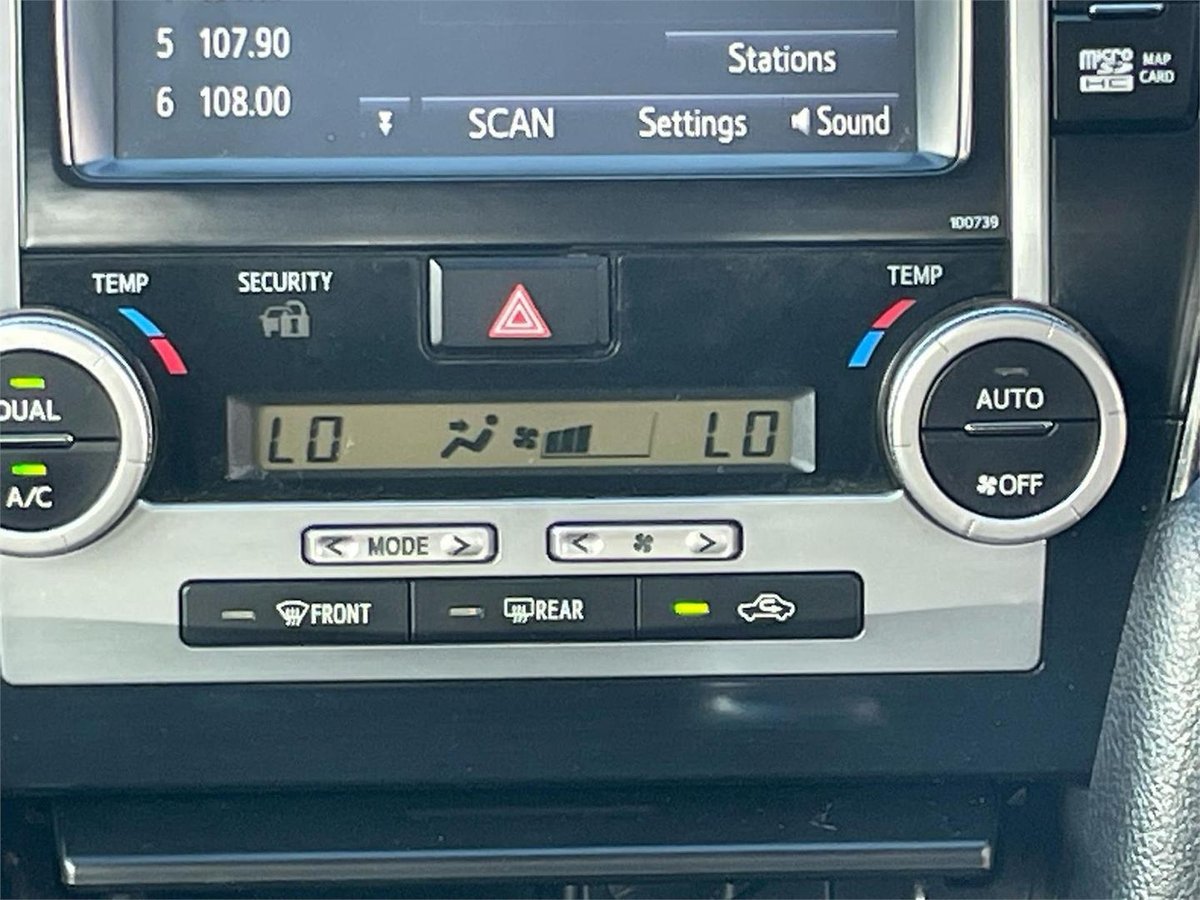 5 107.90
Stations
6 108.00
SCAN Settings Sound
micro SD HC MAP CARD
100739
TEMP SECURITY TEMP
DUAL
A/C
LO LO
AUTO
OFF
< MODE > < >
FRONT REAR